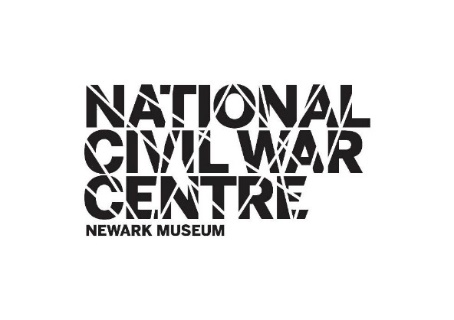 NATIONAL
CIVIL WAR
CENTRE
NEWARK MUSEUM